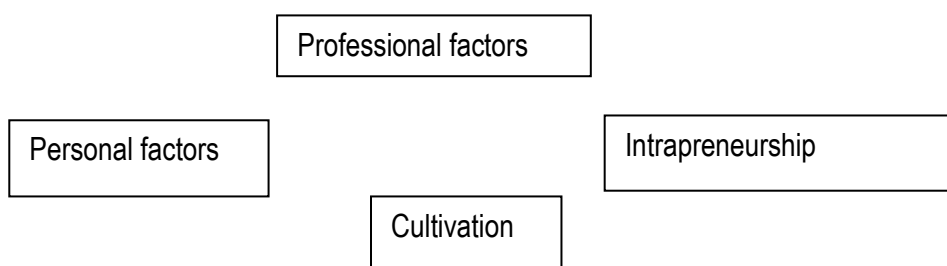 Professional factors
Personal factors
Intrapreneurship
Cultivation